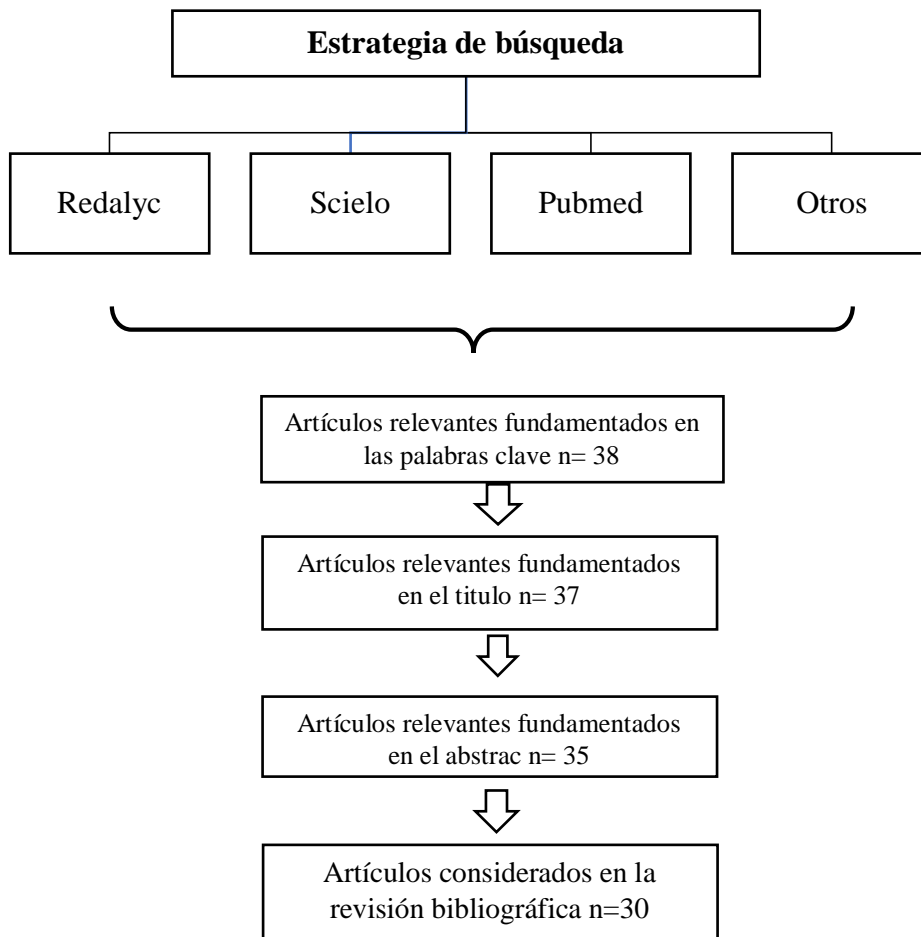 Estrategia de búsqueda
Redalyc
Scielo
Pubmed
Otros
Artículos relevantes fundamentados en
las palabras clave n= 38
Artículos relevantes fundamentados
en el titulo n= 37
Artículos relevantes fundamentados
en el abstrac n= 35
Artículos considerados en la
revisión bibliográfica n=30